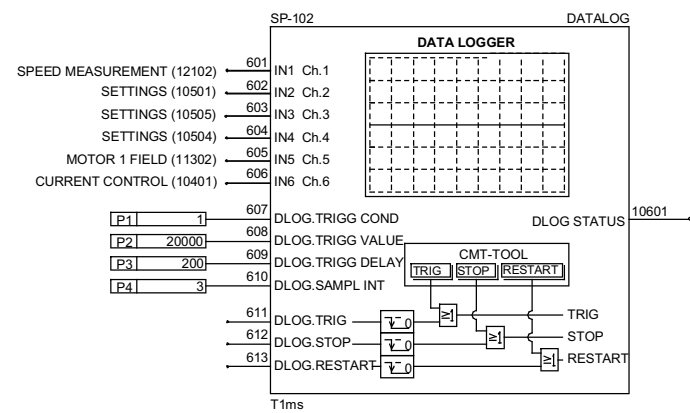 SP-102 DATALOG
DATA LOGGER
SPEED MEASUREMENT (12102) 601 IN1 Ch.1
SETTINGS (10501) 602 IN2 Ch.2
SETTINGS (10505) 603 IN3 Ch.3
SETTINGS (10504) 604 IN4 Ch.4
MOTOR 1 FIELD (11302) 605 IN5 Ch.5
CURRENT CONTROL (10401) 606 IN6 Ch.6
P1 1 607 DLOG.TRIGG COND
DLOG STATUS 10601
P2 20000 608 DLOG.TRIGG VALUE
P3 200 609 DLOG.TRIGG DELAY
P4 3 610 DLOG.SAMPL INT
CMT-TOOL
TRIG STOP RESTART
611 DLOG.TRIG 0 ≥1 TRIG
612 DLOG.STOP 0 ≥1 STOP
613 DLOG.RESTART 0 ≥1 RESTART
T1ms